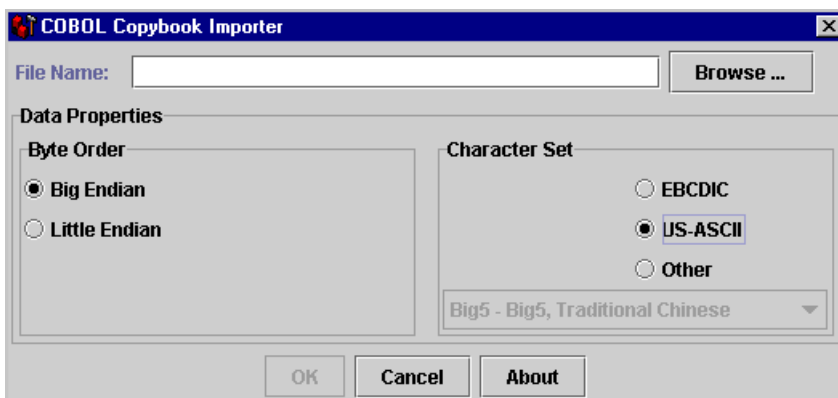 COBOL Copybook Importer
File Name: Browse ...
Data Properties
Byte Order
Big Endian
Little Endian
Character Set
EBCDIC
US-ASCII
Other
Big5 - Big5, Traditional Chinese
OK Cancel About